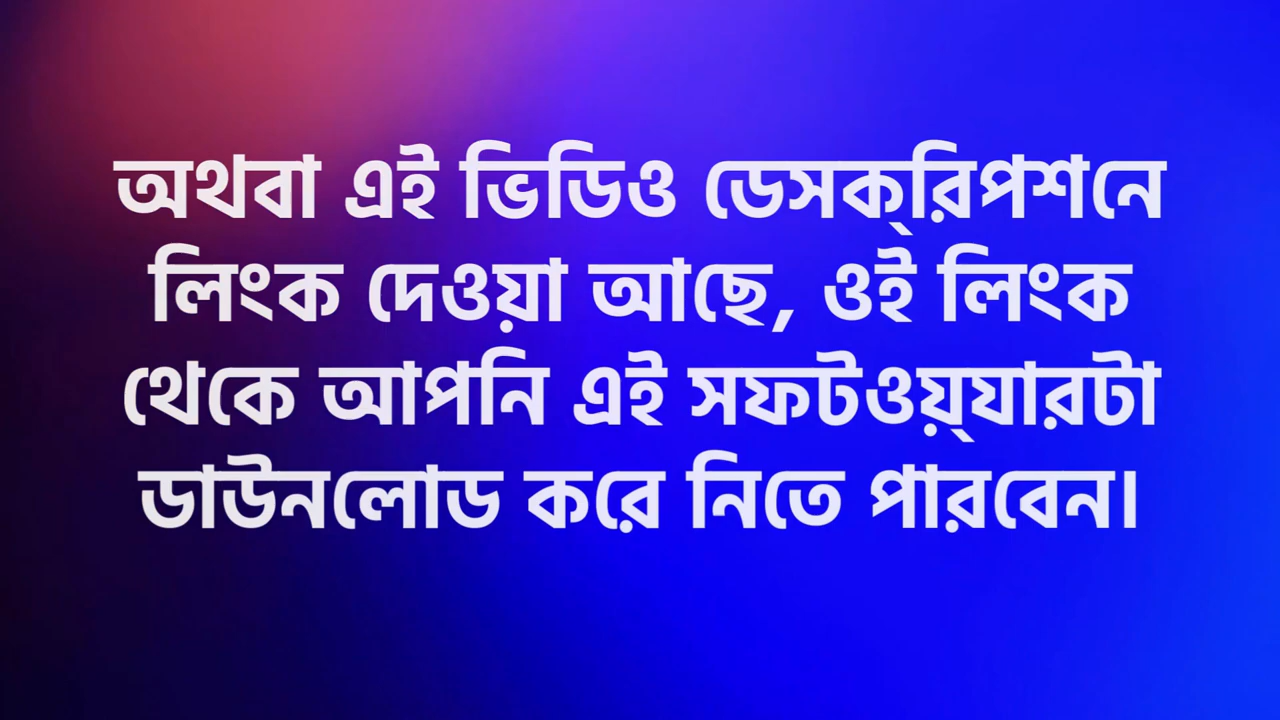 অথবা এই ভিডিও ডেসক্‌রিপশনে
লিংক দেওয়া আছে, ওই লিংক
থেকে আপনি এই সফটওয়্‌যারটা
ডাউনলোড করে নিতে পারবেন।